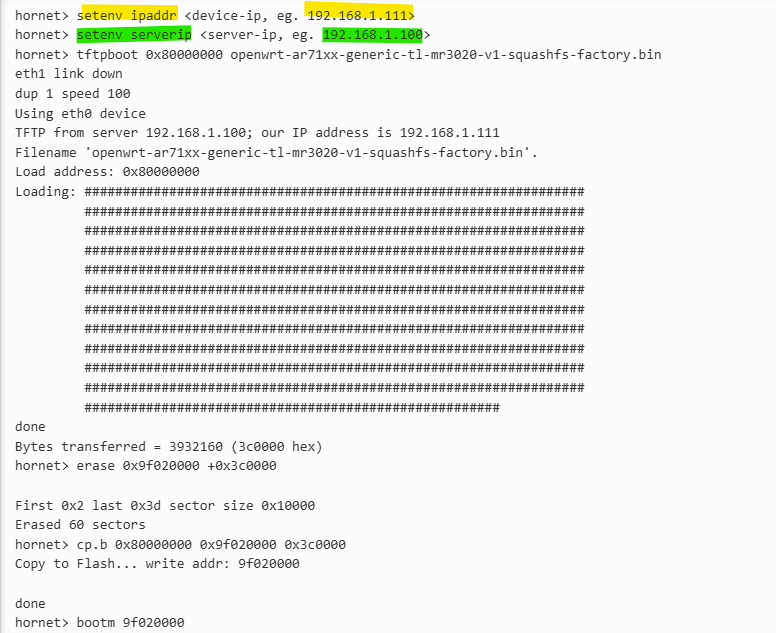 hornet> setenv ipaddr <device-ip, eg. 192.168.1.111>
hornet> setenv serverip <server-ip, eg. 192.168.1.100>
hornet> tftpboot 0x80000000 openwrt-ar71xx-generic-tl-mr3020-v1-squashfs-factory.bin
eth1 link down
dup 1 speed 100
Using eth0 device
TFTP from server 192.168.1.100; our IP address is 192.168.1.111
Filename 'openwrt-ar71xx-generic-tl-mr3020-v1-squashfs-factory.bin'.
Load address: 0x80000000
Loading: #################################################################
#################################################################
#################################################################
#################################################################
#################################################################
#################################################################
#################################################################
#################################################################
#################################################################
#################################################################
#################################################################
######################################################
done
Bytes transferred = 3932160 (3c0000 hex)
hornet> erase 0x9f020000 +0x3c0000
First 0x2 last 0x3d sector size 0x10000
Erased 60 sectors
hornet> cp.b 0x80000000 0x9f020000 0x3c0000
Copy to Flash... write addr: 9f020000
done
hornet> bootm 9f020000